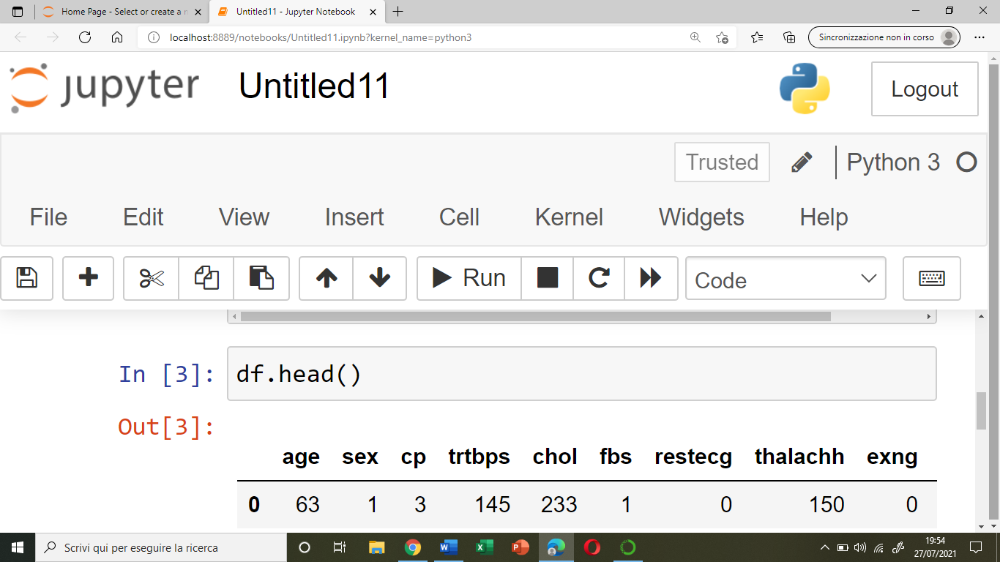 Home Page - Select or create a n
Untitled11 - Jupyter Notebook
localhost:8889/notebooks/Untitled11.ipynb?kernel_name=python3
Sincronizzazione non in corso
jupyter Untitled11
Logout
Trusted
Python 3
File Edit View Insert Cell Kernel Widgets Help
Run
Code
In [3]: df.head()
Out[3]:
age sex cp trtbps chol fbs restecg thalachh exng
0 63 1 3 145 233 1 0 150 0
Scrivi qui per eseguire la ricerca
19:54
27/07/2021